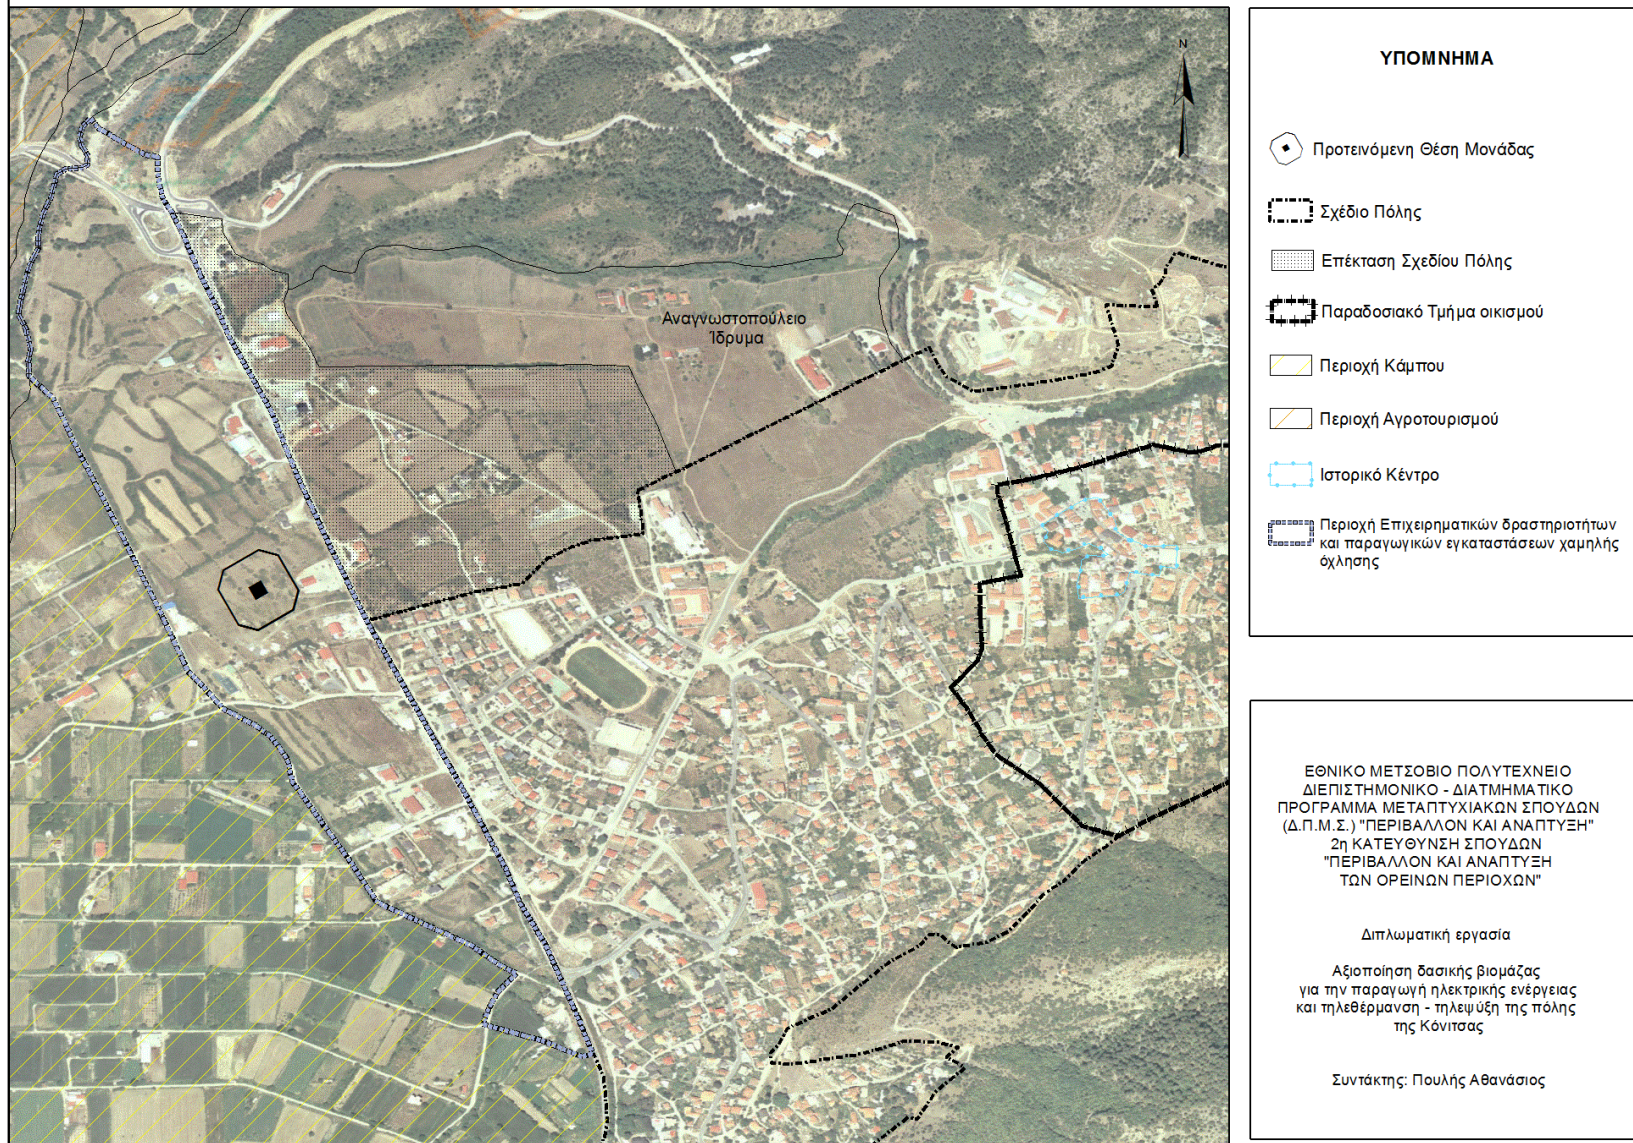 N
Αναγνωστοπούλειο
Ίδρυμα
ΥΠΟΜΝΗΜΑ
Προτεινόμενη Θέση Μονάδας
Σχέδιο Πόλης
Επέκταση Σχεδίου Πόλης
Παραδοσιακό Τμήμα οικισμού
Περιοχή Κάμπου
Περιοχή Αγροτουρισμού
Ιστορικό Κέντρο
Περιοχή Επιχειρηματικών δραστηριοτήτων
και παραγωγικών εγκαταστάσεων χαμηλής
όχλησης
ΕΘΝΙΚΟ ΜΕΤΣΟΒΙΟ ΠΟΛΥΤΕΧΝΕΙΟ
ΔΙΕΠΙΣΤΗΜΟΝΙΚΟ - ΔΙΑΤΜΗΜΑΤΙΚΟ
ΠΡΟΓΡΑΜΜΑ ΜΕΤΑΠΤΥΧΙΑΚΩΝ ΣΠΟΥΔΩΝ
(Δ.Π.Μ.Σ.) "ΠΕΡΙΒΑΛΛΟΝ ΚΑΙ ΑΝΑΠΤΥΞΗ"
2η ΚΑΤΕΥΘΥΝΣΗ ΣΠΟΥΔΩΝ
"ΠΕΡΙΒΑΛΛΟΝ ΚΑΙ ΑΝΑΠΤΥΞΗ
ΤΩΝ ΟΡΕΙΝΩΝ ΠΕΡΙΟΧΩΝ"
Διπλωματική εργασία
Αξιοποίηση δασικής βιομάζας
για την παραγωγή ηλεκτρικής ενέργειας
και τηλεθέρμανση - τηλεψύξη της πόλης
της Κόνιτσας
Συντάκτης: Πουλής Αθανάσιος